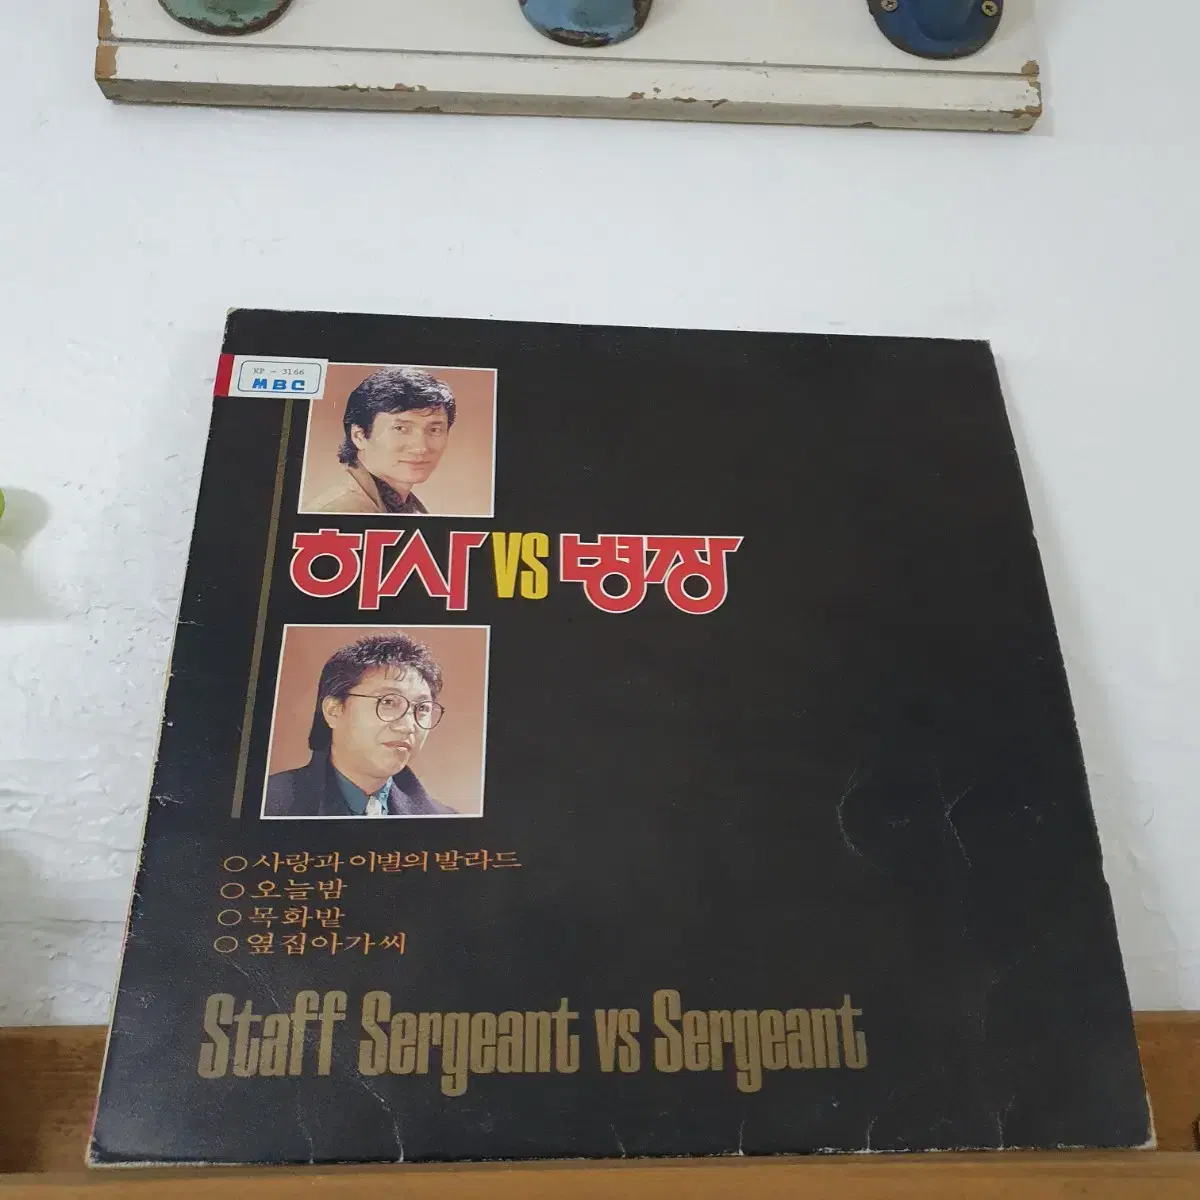 KP - 3166
MBC
하사 VS 병장
○ 사랑과 이별의 발라드
○ 오늘밤
○ 목화밭
○ 옆집아가씨
Staff Sergeant vs Sergeant